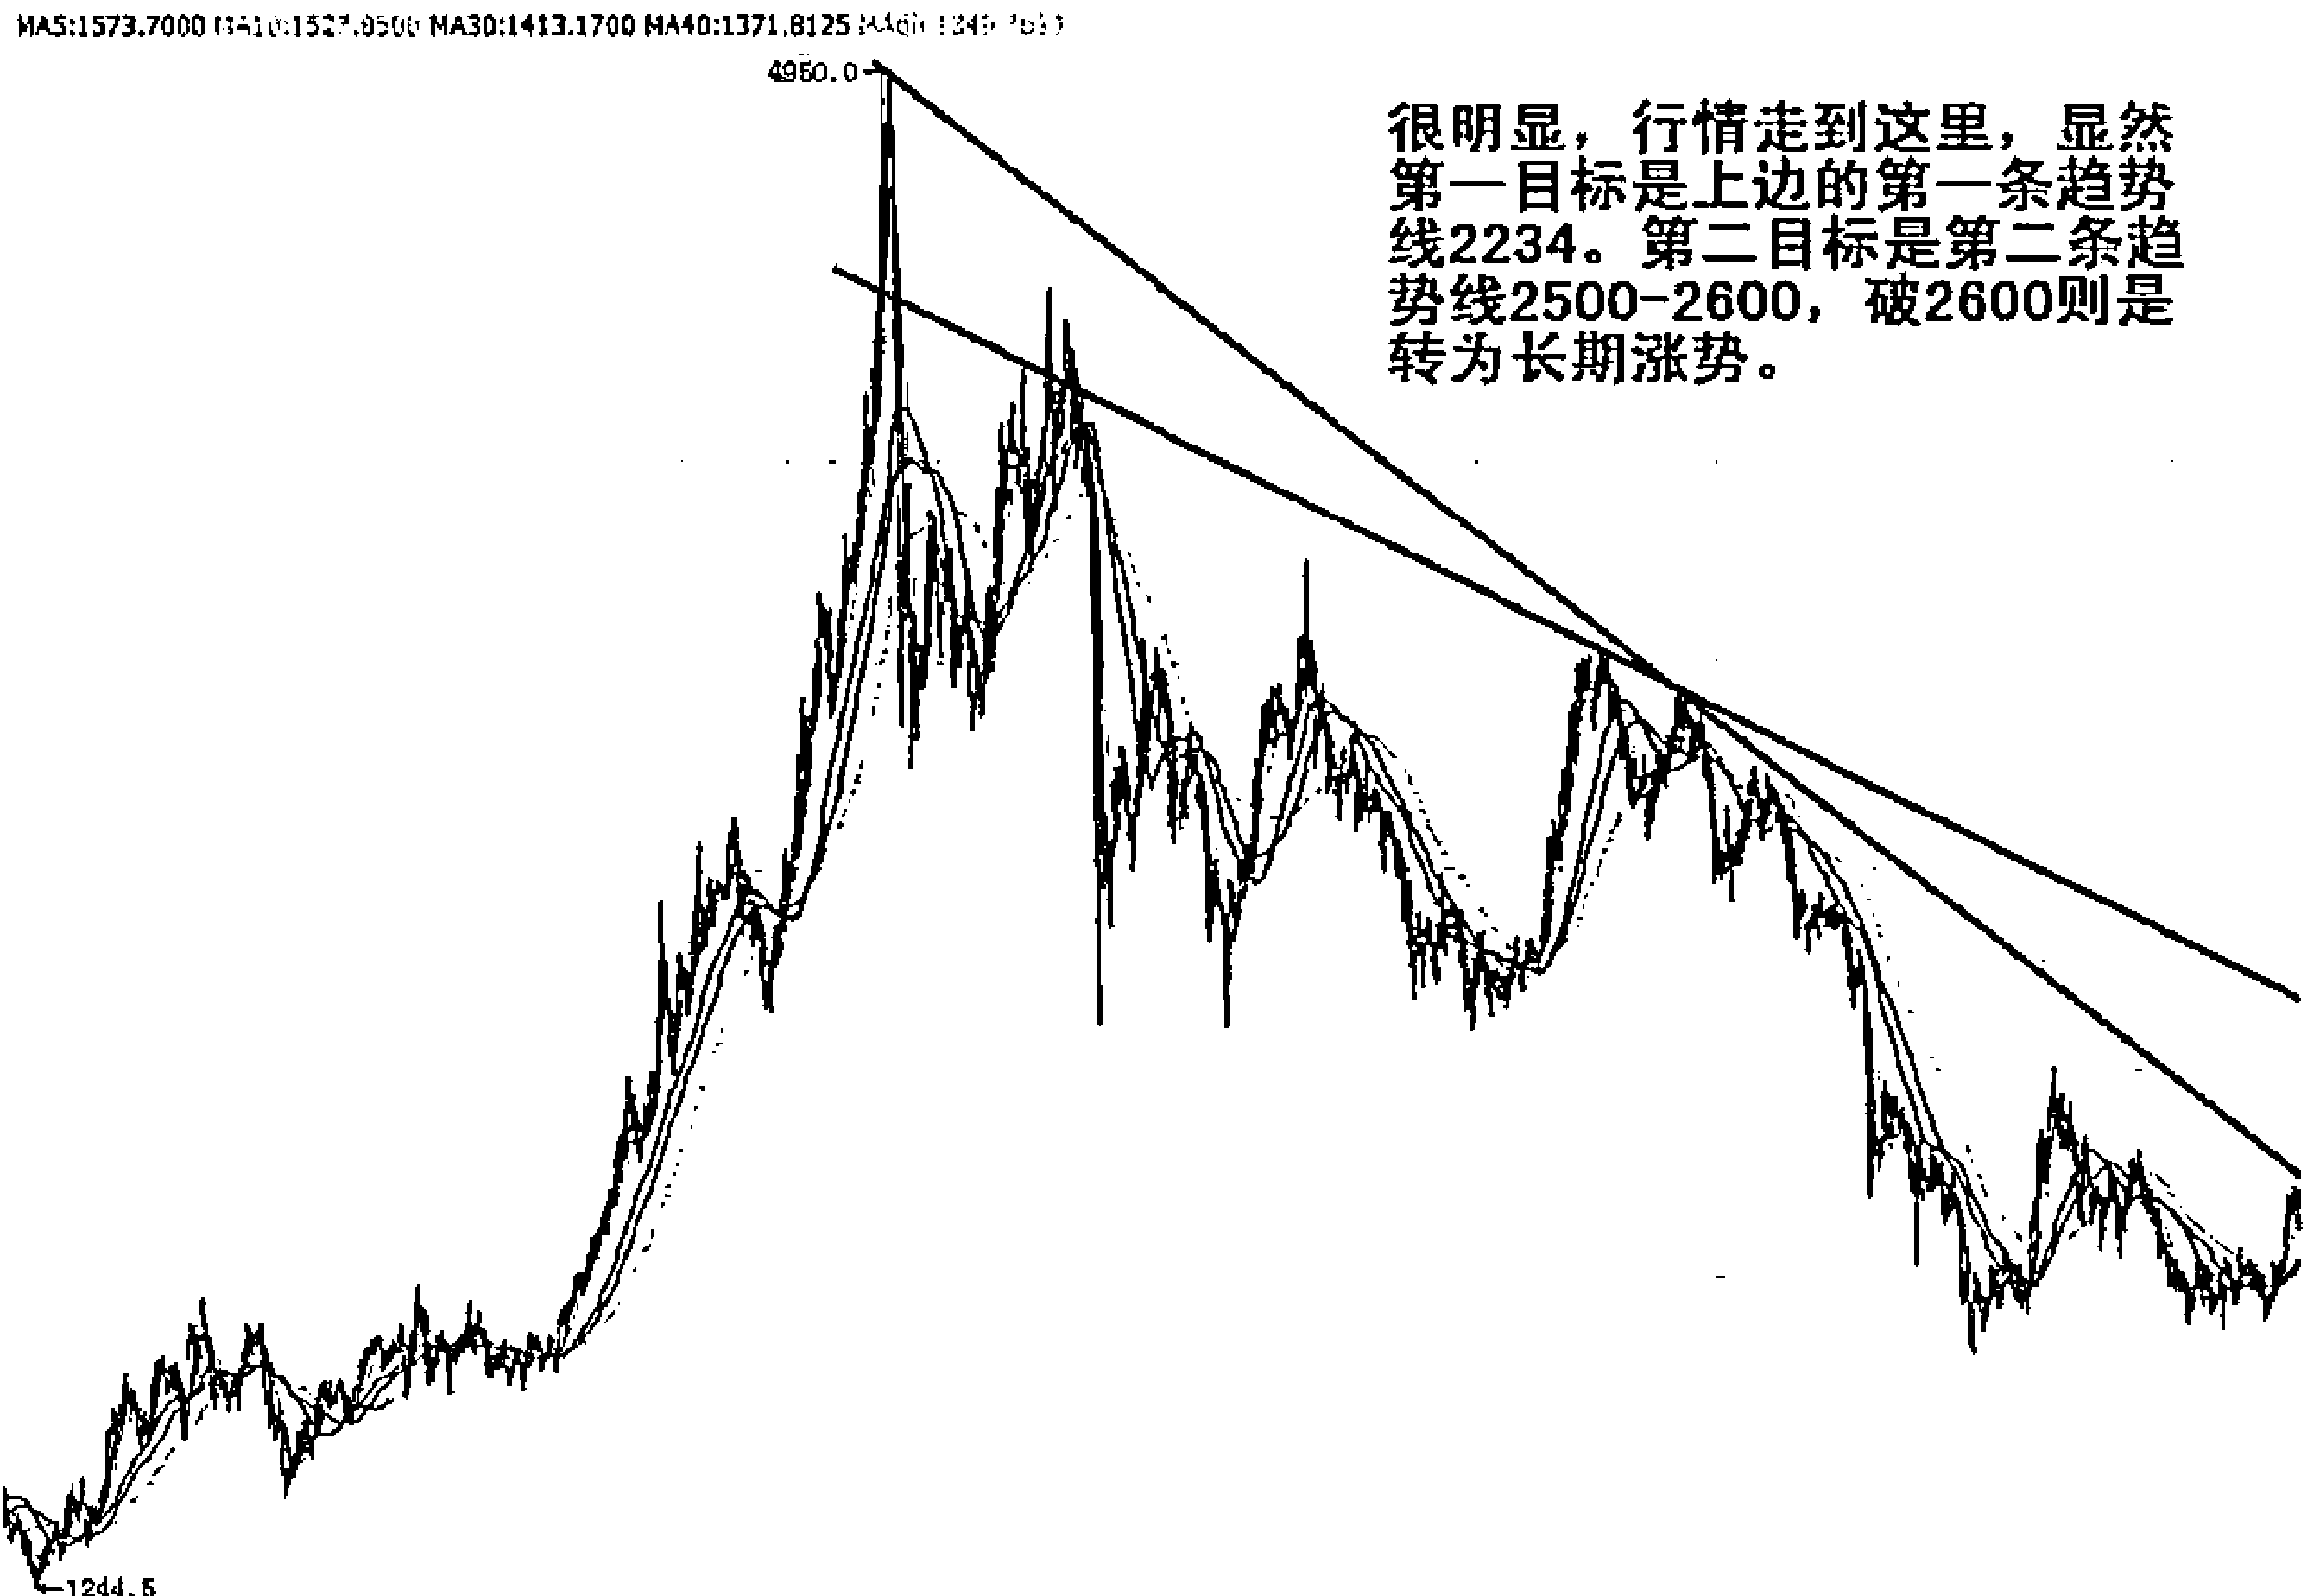 MA5:1573.7000 MA30:1413.1700 MA40:1371.8125
4950.0
很明显，行情走到这里，显然
第一目标是上边的第一条趋势
线2234。第二目标是第二条趋
势线2500-2600，破2600则是
转为长期涨势。
1244.5